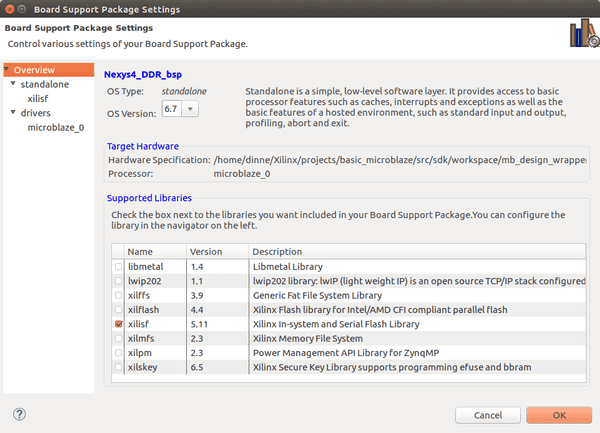 Board Support Package Settings
Board Support Package Settings
Control various settings of your Board Support Package.
Overview
standalone
xilisf
drivers
microblaze_0
Nexys4_DDR_bsp
OS Type: standalone
OS Version: 6.7
Standalone is a simple, low-level software layer. It provides access to basic
processor features such as caches, interrupts and exceptions as well as the
basic features of a hosted environment, such as standard input and output,
profiling, abort and exit.
Target Hardware
Hardware Specification: /home/dinne/Xilinx/projects/basic_microblaze/src/sdk/workspace/mb_design_wrapper
Processor: microblaze_0
Supported Libraries
Check the box next to the libraries you want included in your Board Support Package.You can configure the
library in the navigator on the left.
Name Version Description
libmetal 1.4 Libmetal Library
lwip202 1.1 lwip202 library: lwIP (light weight IP) is an open source TCP/IP stack configured
xilffs 3.9 Generic Fat File System Library
xilflash 4.4 Xilinx Flash library for Intel/AMD CFI compliant parallel flash
xilisf 5.11 Xilinx In-system and Serial Flash Library
xilmfs 2.3 Xilinx Memory File System
xilpm 2.3 Power Management API Library for ZynqMP
xilskey 6.5 Xilinx Secure Key Library supports programming efuse and bbram
?
Cancel
OK